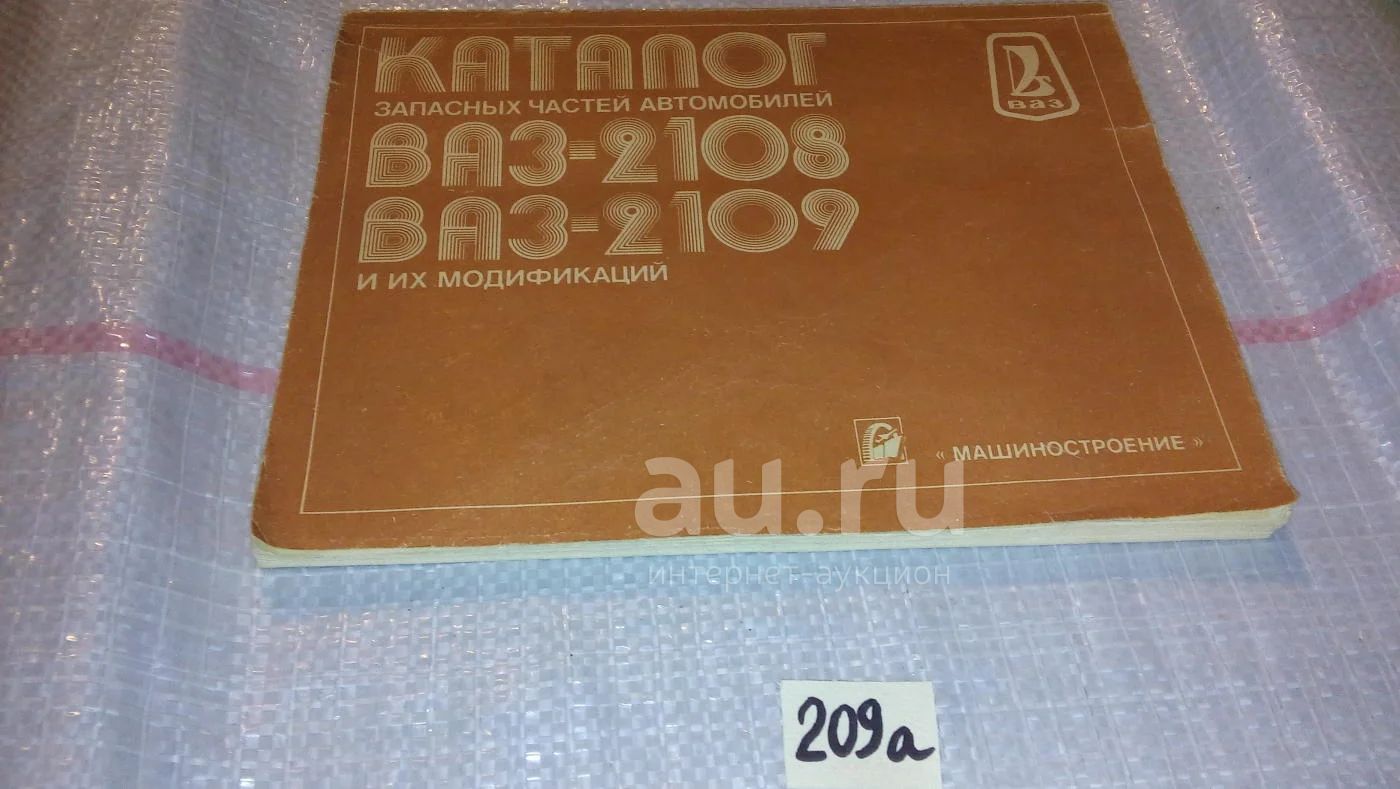 КАТАЛОГ
ЗАПАСНЫХ ЧАСТЕЙ АВТОМОБИЛЕЙ
ВАЗ-2108
ВАЗ-2109
И ИХ МОДИФИКАЦИЙ
ВАЗ
« МАШИНОСТРОЕНИЕ »
au.ru
интернет-аукцион
209а